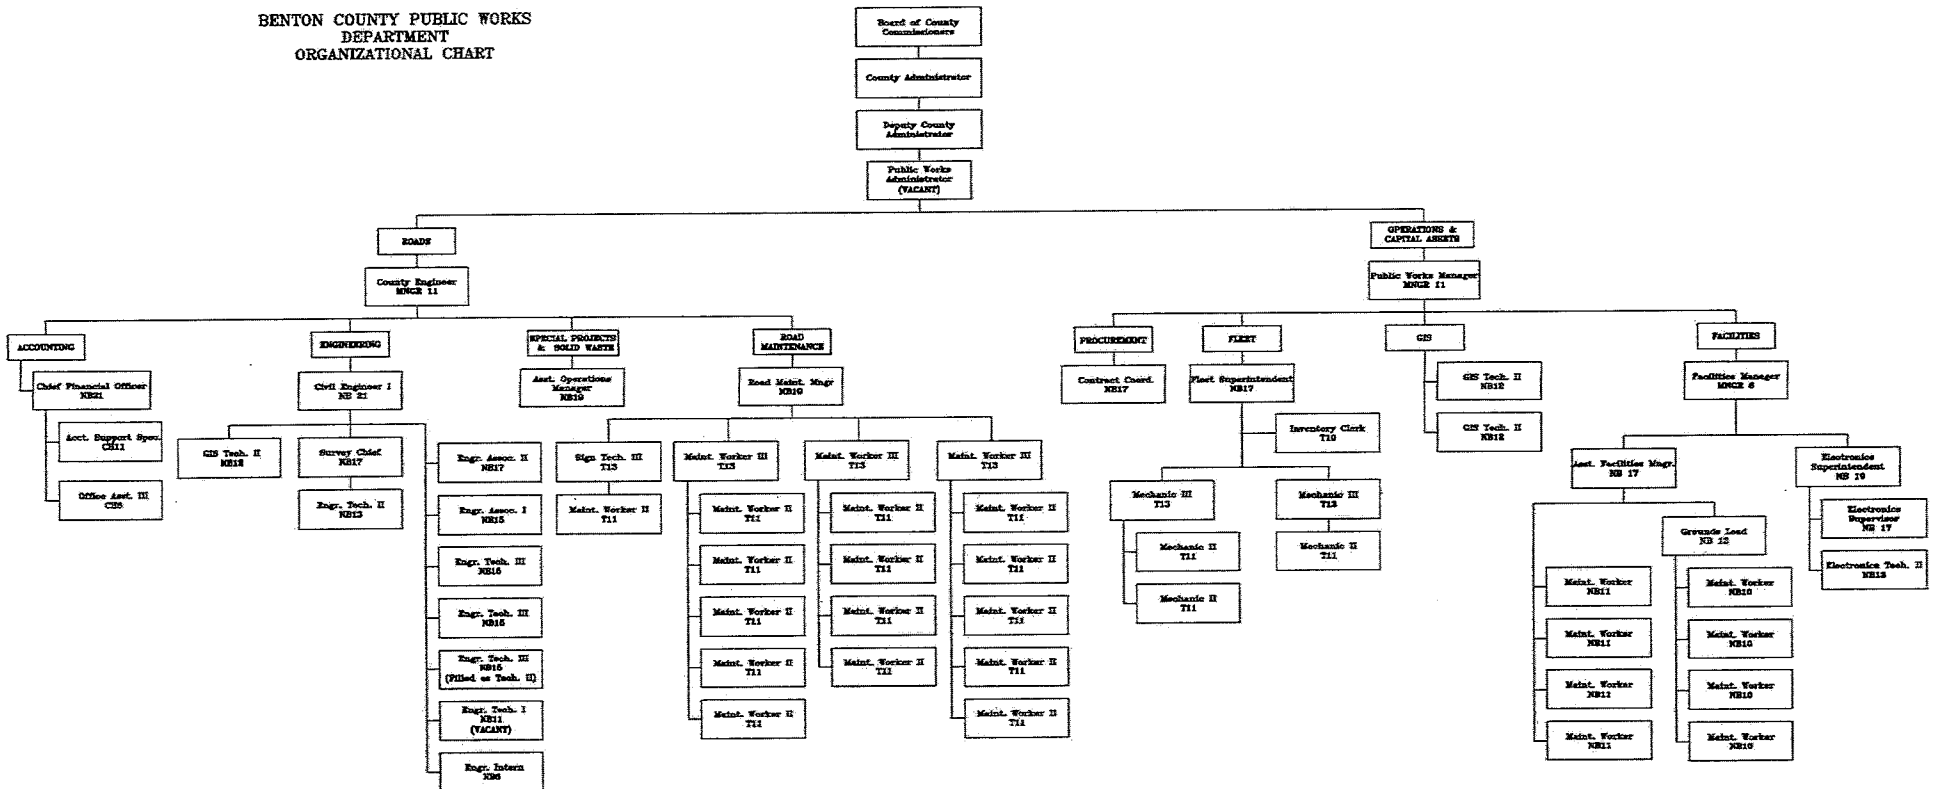 BENTON COUNTY PUBLIC WORKS
DEPARTMENT
ORGANIZATIONAL CHART
Board of County
Commissioners
County Administrator
Deputy County
Administrator
Public Works
Administrator
(VACANT)
ROADS
County Engineer
MNGR 11
OPERATIONS &
CAPITAL ASSETS
Public Works Manager
MNGR 11
ACCOUNTING
Chief Financial Officer
NB21
Acct. Support Spec.
CH11
Office Asst. III
ENGINEERING
Civil Engineer I
NB 21
GIS Tech. II
NB12
Survey Chief
NB17
Engr. Tech. II
NB13
Engr. Assoc. II
NB17
Engr. Assoc. I
NB15
Engr. Tech. III
NB15
Engr. Tech. III
NB15
Engr. Tech. III
NB15
(Filled as Tech. II)
Engr. Tech. I
NB11
(VACANT)
Engr. Intern
NB6
SPECIAL PROJECTS
& SOLID WASTE
Asst. Operations
Manager
NB19
ROAD
MAINTENANCE
Road Maint. Mngr
NB19
Sign Tech. III
T13
Maint. Worker II
T11
Maint. Worker III
T13
Maint. Worker II
T11
Maint. Worker II
T11
Maint. Worker II
T11
Maint. Worker II
T11
Maint. Worker II
T11
Maint. Worker III
T13
Maint. Worker II
T11
Maint. Worker II
T11
Maint. Worker II
T11
Maint. Worker II
T11
Maint. Worker III
T13
Maint. Worker II
T11
Maint. Worker II
T11
Maint. Worker II
T11
Maint. Worker II
T11
Maint. Worker II
T11
PROCUREMENT
Contract Coord.
NB17
FLEET
Fleet Superintendent
NB17
Inventory Clerk
T10
Mechanic III
T13
Mechanic II
T11
Mechanic II
T11
Mechanic III
Mechanic II
T11
GIS
GIS Tech. II
NB12
GIS Tech. II
NB12
FACILITIES
Facilities Manager
Asst. Facilities Mngr.
NB 17
Maint. Worker
NB11
Maint. Worker
NB11
Maint. Worker
NB11
Maint. Worker
NB11
Grounds Lead
NB 12
Maint. Worker
NB10
Maint. Worker
NB10
Maint. Worker
NB10
Maint. Worker
NB10
Electronics
Superintendent
NB 19
Electronics
Supervisor
NB 17
Electronics Tech. II
NB13